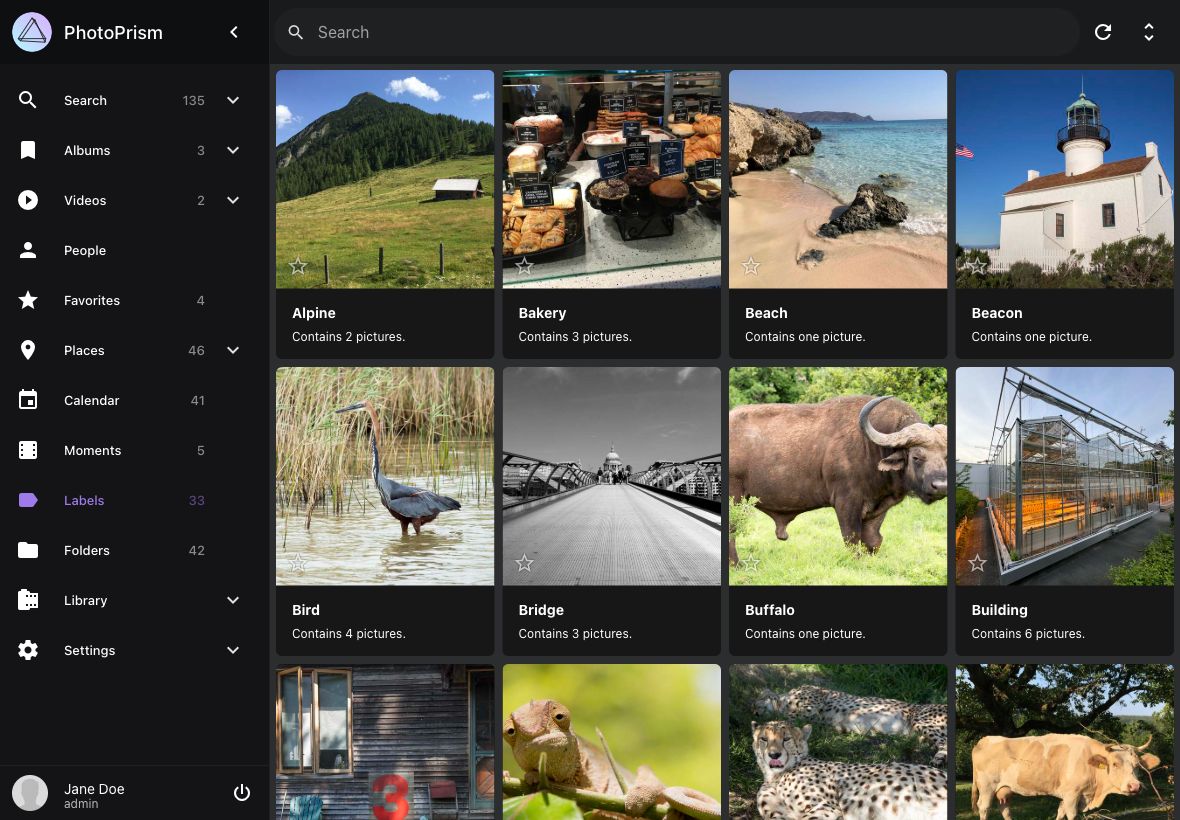 PhotoPrism
Search
Search 135
Albums 3
Videos 2
People
Favorites 4
Places 46
Calendar 41
Moments 5
Labels 33
Folders 42
Library
Settings
Jane Doe
admin
Alpine
Contains 2 pictures.
Bakery
Contains 3 pictures.
Beach
Contains one picture.
Beacon
Contains one picture.
Bird
Contains 4 pictures.
Bridge
Contains 3 pictures.
Buffalo
Contains one picture.
Building
Contains 6 pictures.
3